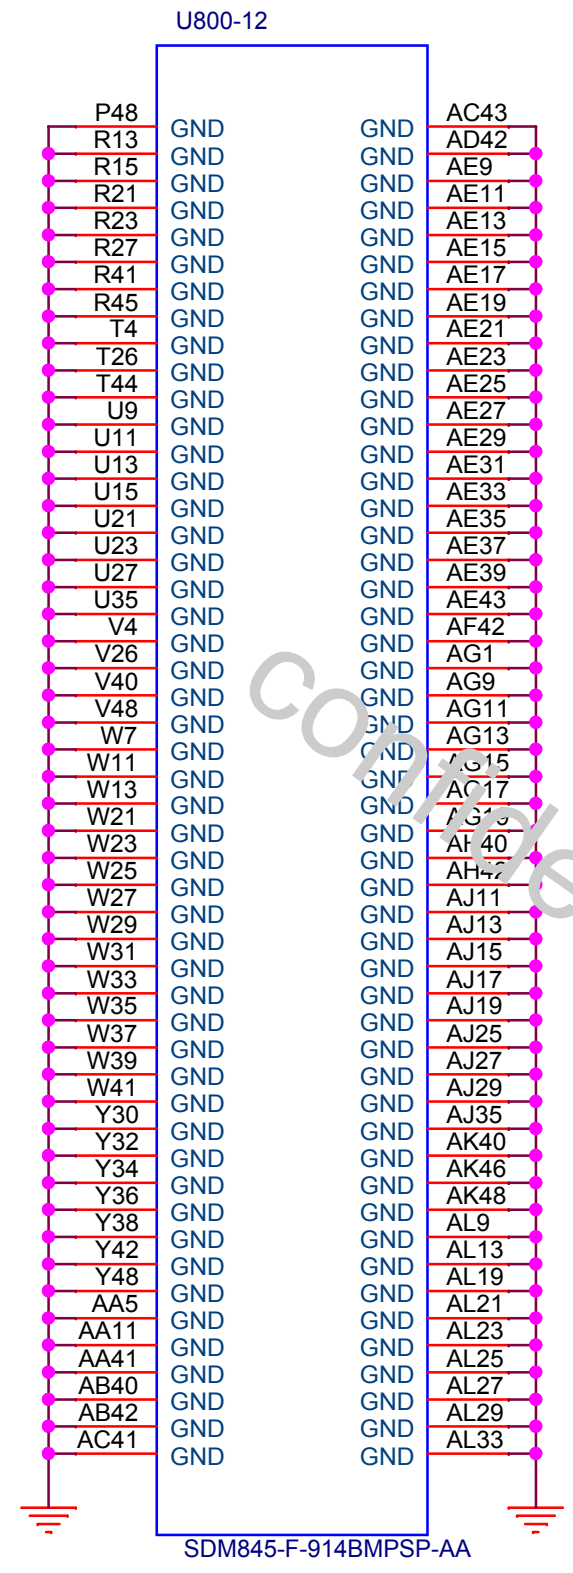 U800-12
P48 GND GND AC43
R13 GND GND AD42
R15 GND GND AE9
R21 GND GND AE11
R23 GND GND AE13
R27 GND GND AE15
R41 GND GND AE17
R45 GND GND AE19
T4 GND GND AE21
T26 GND GND AE23
T44 GND GND AE25
U9 GND GND AE27
U11 GND GND AE29
U13 GND GND AE31
U15 GND GND AE33
U21 GND GND AE35
U23 GND GND AE37
U27 GND GND AE39
U35 GND GND AE43
V4 GND GND AF42
V26 GND GND AG1
V40 GND GND AG9
V48 GND GND AG11
W7 GND GND AG13
W11 GND GND AG15
W13 GND GND AG17
W21 GND GND AG19
W23 GND GND AH40
W25 GND GND AH42
W27 GND GND AJ11
W29 GND GND AJ13
W31 GND GND AJ15
W33 GND GND AJ17
W35 GND GND AJ19
W37 GND GND AJ25
W39 GND GND AJ27
W41 GND GND AJ29
Y30 GND GND AJ35
Y32 GND GND AK40
Y34 GND GND AK46
Y36 GND GND AK48
Y38 GND GND AL9
Y42 GND GND AL13
Y48 GND GND AL19
AA5 GND GND AL21
AA11 GND GND AL23
AA41 GND GND AL25
AB40 GND GND AL27
AB42 GND GND AL29
AC41 GND GND AL33
SDM845-F-914BMPSP-AA
confide